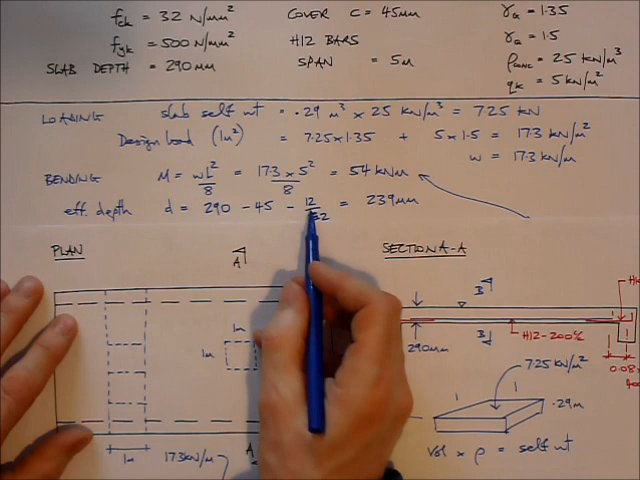 fck = 32 N/mm²
COVER C = 45mm
γG = 1.35
fyk = 500 N/mm²
H12 BARS
γQ = 1.5
SLAB DEPTH = 290mm
SPAN = 5m
ρconc = 25 kN/m³
qk = 5 kN/m²
LOADING slab self wt = .29 m³ × 25 kN/m³ = 7.25 kN
Design load (1m²) = 7.25×1.35 + 5×1.5 = 17.3 kN/m²
w = 17.3 kN/m
BENDING M = wL²/8 = 17.3 × 5²/8 = 54 kNm
eff. depth d = 290 - 45 - 12/2 = 239mm
PLAN
A
SECTION A-A
B
1m
1m
B
290mm
H12-200%
7.25 kN/m²
1
1
.29m
1m
17.3kN/m
A
vol × ρ = self wt